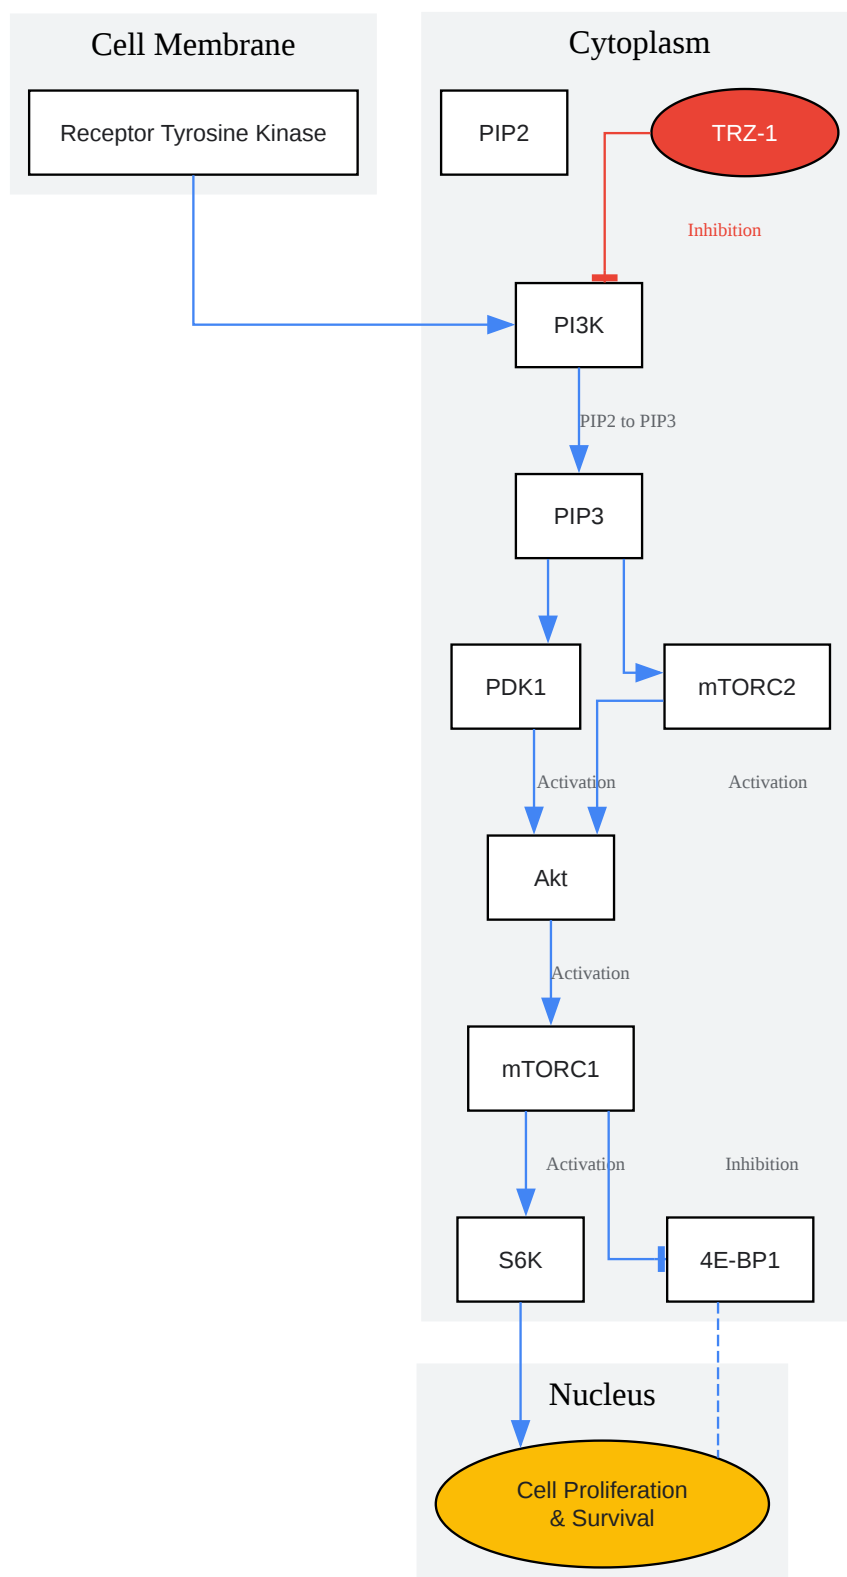 Cell Membrane
Cytoplasm
Receptor Tyrosine Kinase
PIP2
TRZ-1
Inhibition
PI3K
PIP2 to PIP3
PIP3
PDK1
mTORC2
Activation
Activation
Akt
Activation
mTORC1
Activation
Inhibition
S6K
4E-BP1
Nucleus
Cell Proliferation
& Survival